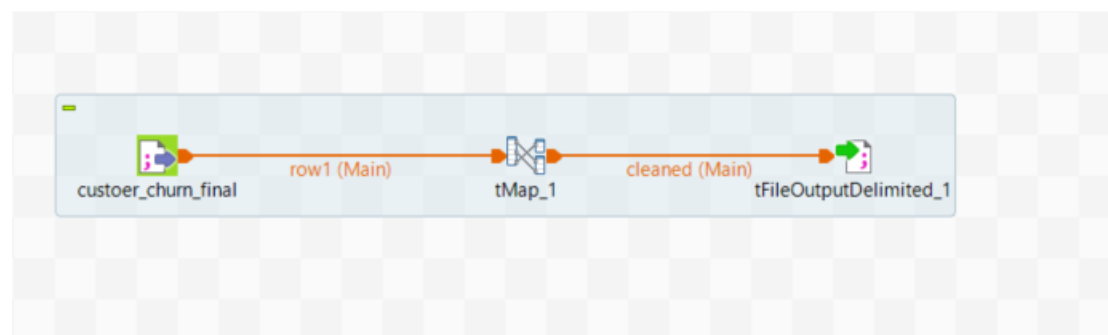 row1 (Main)
cleaned (Main)
custoer_churn_final
tMap_1
tFileOutputDelimited_1